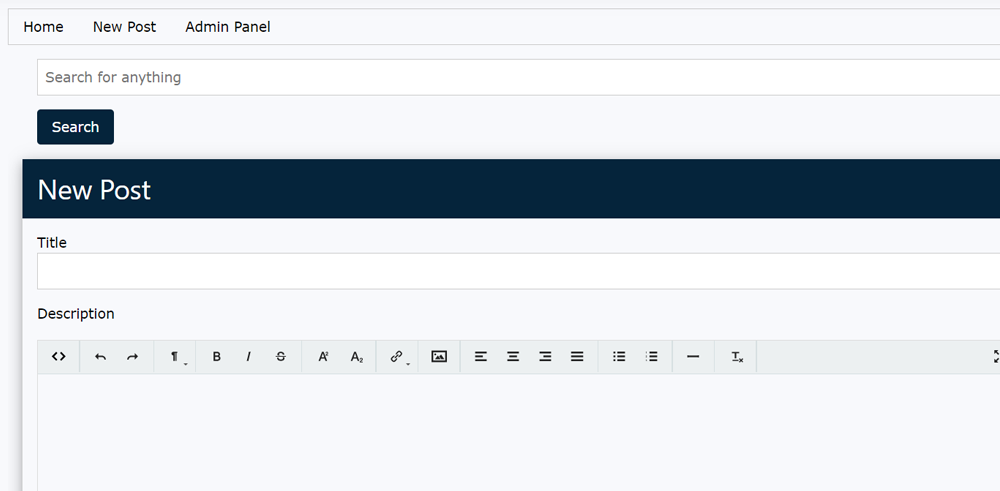 Home New Post Admin Panel
Search for anything
Search
New Post
Title
Description